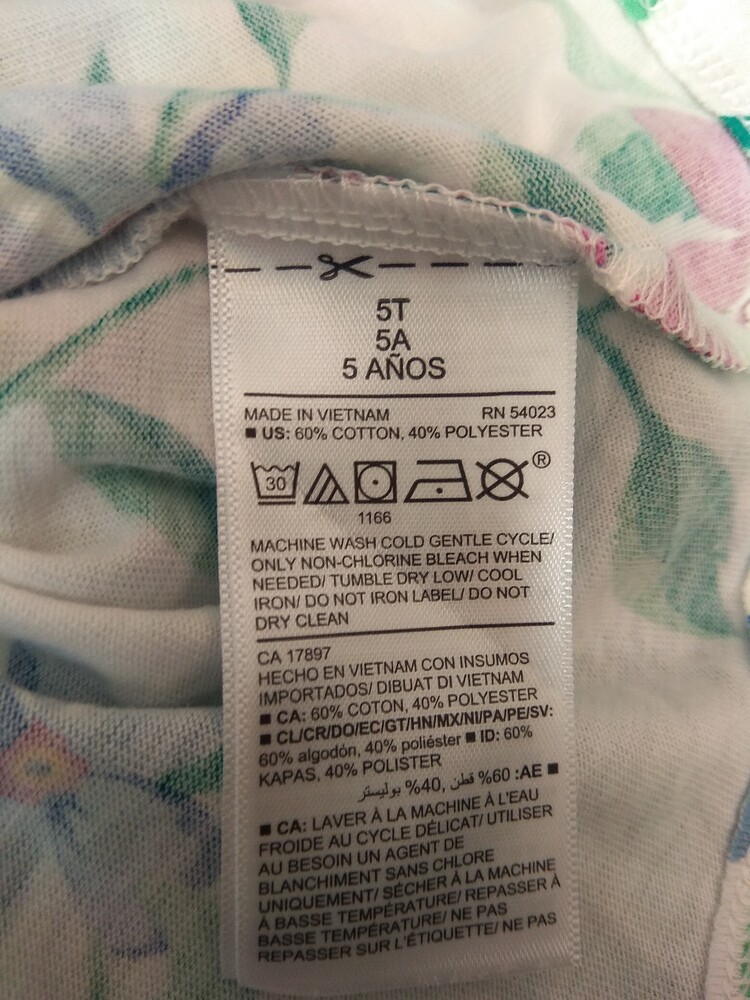 5T
5A
5 AÑOS
MADE IN VIETNAM RN 54023
■ US: 60% COTTON, 40% POLYESTER
30 ®
1166
MACHINE WASH COLD GENTLE CYCLE/
ONLY NON-CHLORINE BLEACH WHEN
NEEDED/ TUMBLE DRY LOW/ COOL
IRON/ DO NOT IRON LABEL/ DO NOT
DRY CLEAN
CA 17897
HECHO EN VIETNAM CON INSUMOS
IMPORTADOS/ DIBUAT DI VIETNAM
■ CA: 60% COTON, 40% POLYESTER
■ CL/CR/DO/EC/GT/HN/MX/NI/PA/PE/SV:
60% algodón, 40% poliéster ■ ID: 60%
KAPAS, 40% POLISTER
■ AE: 60% قطن, 40% بوليستر
■ CA: LAVER À LA MACHINE À L'EAU
FROIDE AU CYCLE DÉLICAT/ UTILISER
AU BESOIN UN AGENT DE
BLANCHIMENT SANS CHLORE
UNIQUEMENT/ SÉCHER À LA MACHINE
À BASSE TEMPÉRATURE/ REPASSER À
BASSE TEMPÉRATURE/ NE PAS
REPASSER SUR L'ÉTIQUETTE/ NE PAS